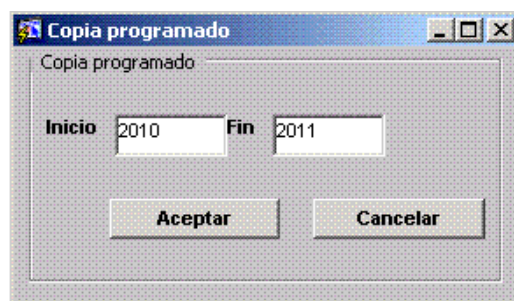 Copia programado
Copia programado
Inicio 2010 Fin 2011
Aceptar Cancelar